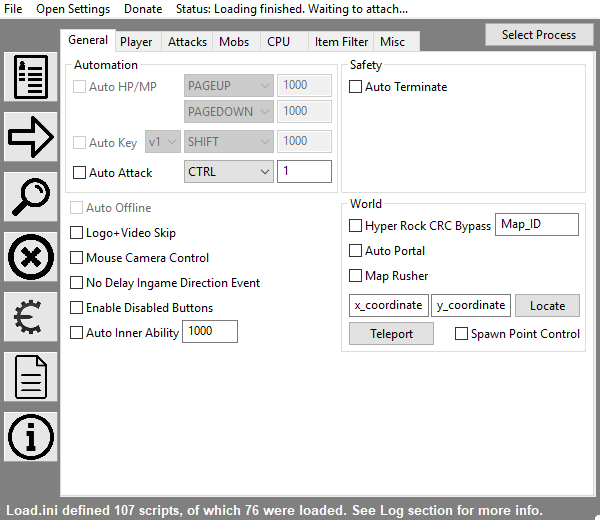 File Open Settings Donate Status: Loading finished. Waiting to attach...
General Player Attacks Mobs CPU Item Filter Misc Select Process
Automation
Auto HP/MP PAGEUP 1000
PAGEDOWN 1000
Auto Key v1 SHIFT 1000
Auto Attack CTRL 1
Safety
Auto Terminate
Auto Offline
Logo+Video Skip
Mouse Camera Control
No Delay Ingame Direction Event
Enable Disabled Buttons
Auto Inner Ability 1000
World
Hyper Rock CRC Bypass Map_ID
Auto Portal
Map Rusher
x_coordinate y_coordinate Locate
Teleport Spawn Point Control
Load.ini defined 107 scripts, of which 76 were loaded. See Log section for more info.